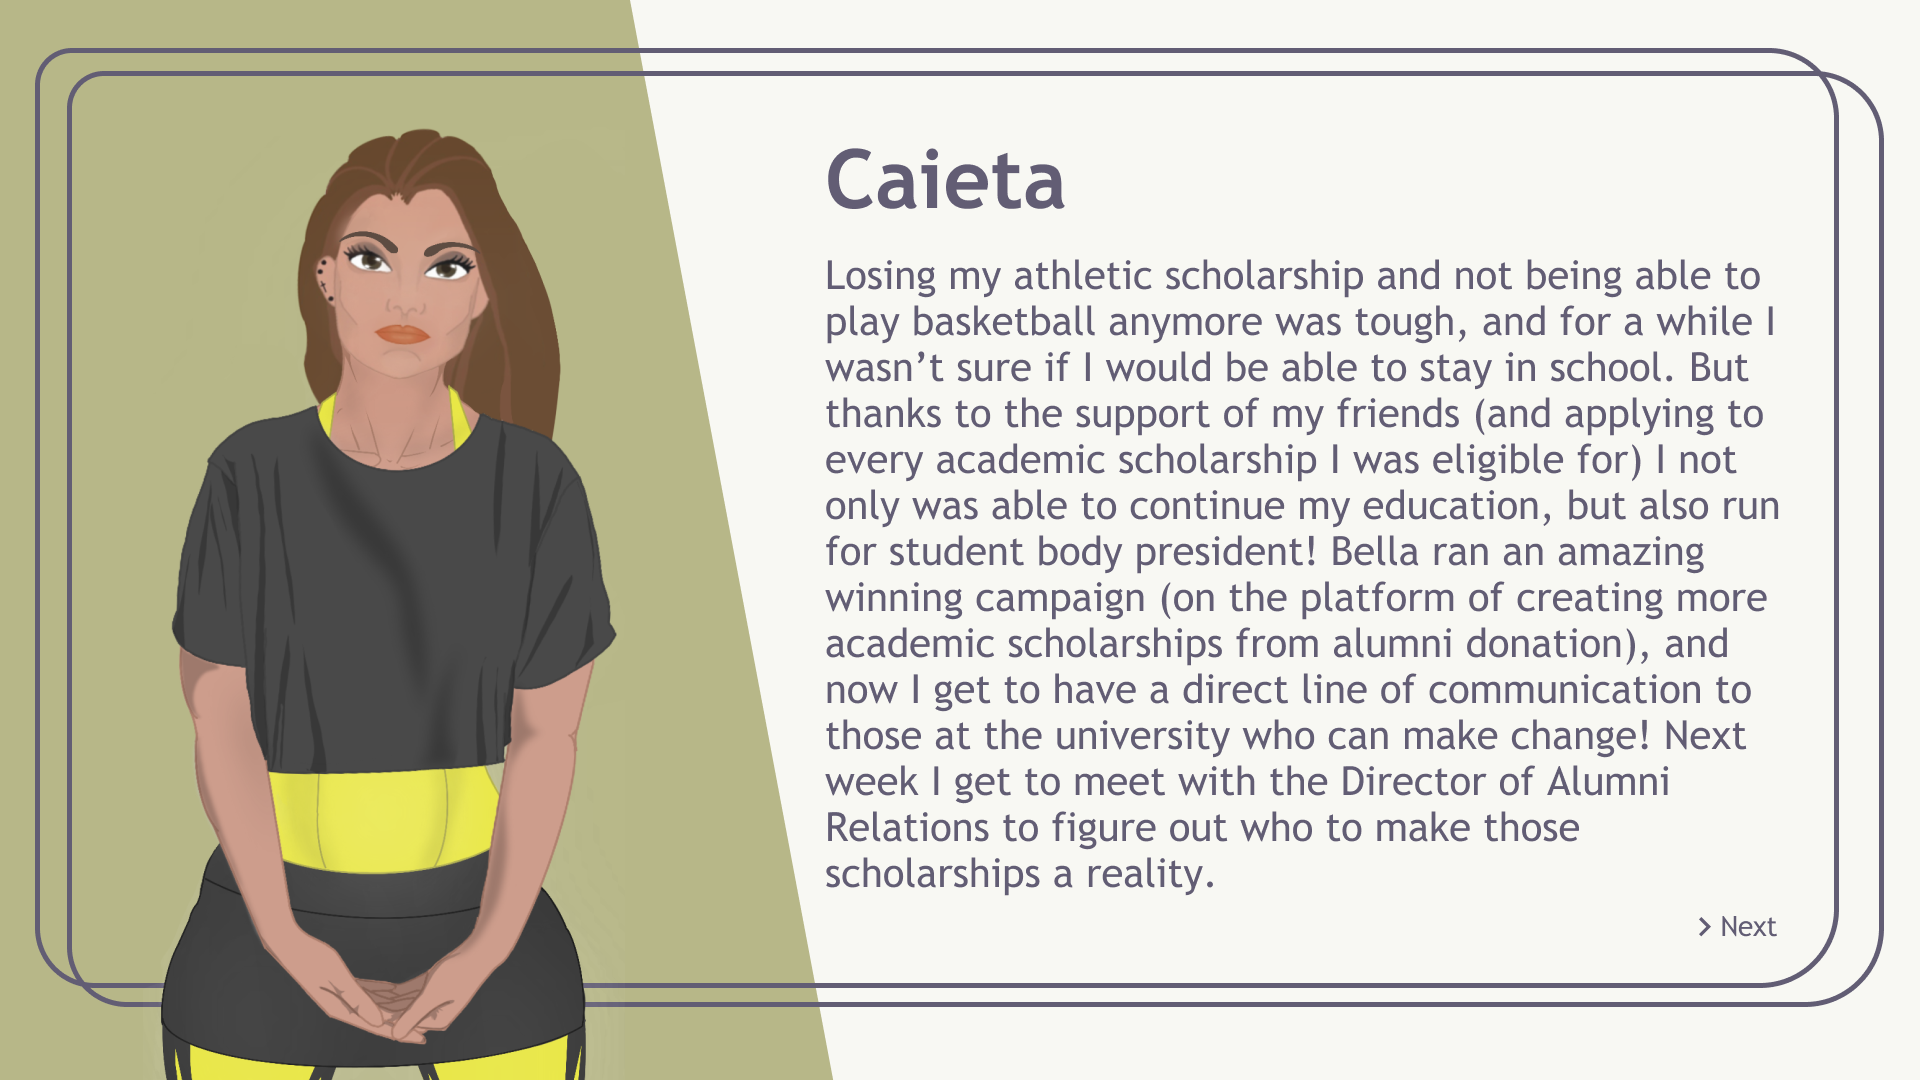 Caieta
Losing my athletic scholarship and not being able to
play basketball anymore was tough, and for a while I
wasn’t sure if I would be able to stay in school. But
thanks to the support of my friends (and applying to
every academic scholarship I was eligible for) I not
only was able to continue my education, but also run
for student body president! Bella ran an amazing
winning campaign (on the platform of creating more
academic scholarships from alumni donation), and
now I get to have a direct line of communication to
those at the university who can make change! Next
week I get to meet with the Director of Alumni
Relations to figure out who to make those
scholarships a reality.
Next